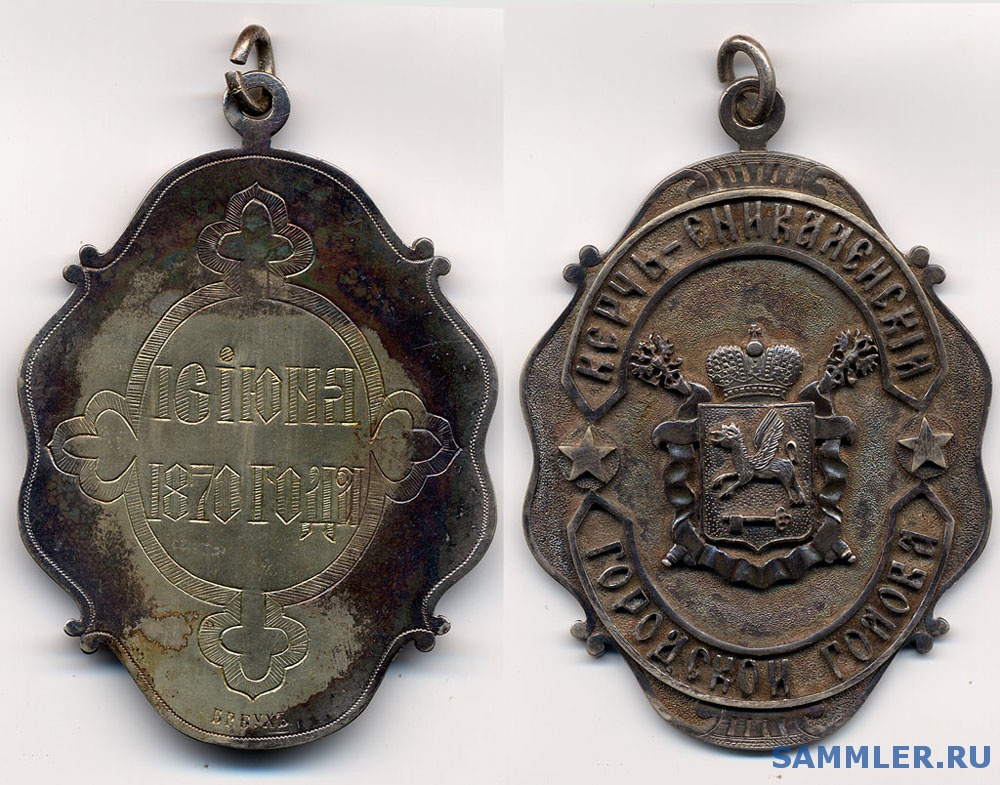 16 ІЮНЯ
1870 ГОДА
КЕРЧЬ-ЕНИКАЛЕНСКІЙ
ГОРОДСКОЙ ГОЛОВА
SAMMLER.RU